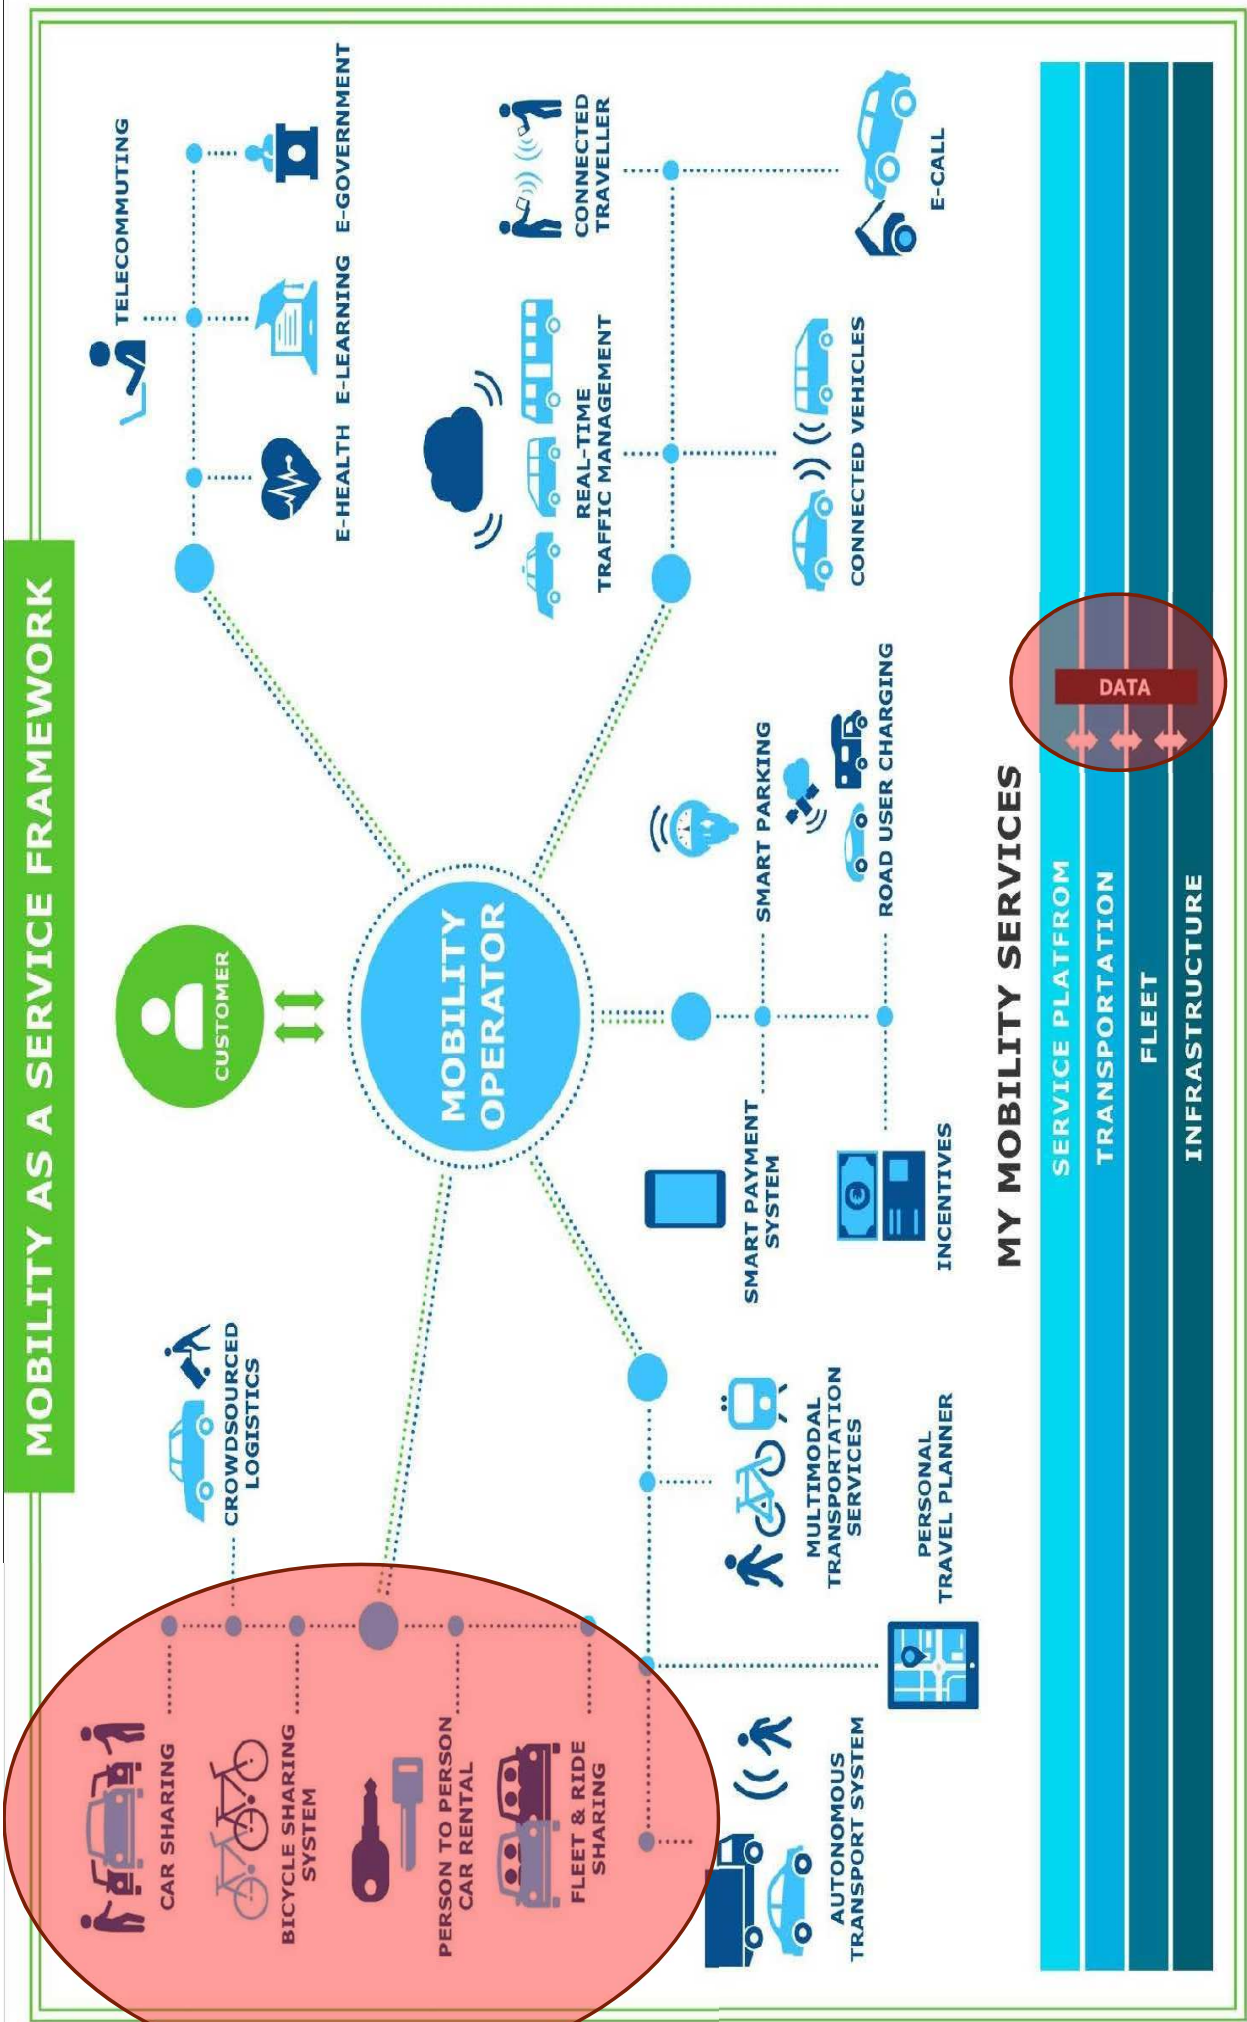 MOBILITY AS A SERVICE FRAMEWORK
CUSTOMER
MOBILITY
OPERATOR
CAR SHARING
BICYCLE SHARING
SYSTEM
PERSON TO PERSON
CAR RENTAL
FLEET & RIDE
SHARING
CROWDSOURCED
LOGISTICS
TELECOMMUTING
E-HEALTH
E-LEARNING
E-GOVERNMENT
REAL-TIME
TRAFFIC MANAGEMENT
CONNECTED
TRAVELLER
CONNECTED VEHICLES
E-CALL
AUTONOMOUS
TRANSPORT SYSTEM
MULTIMODAL
TRANSPORTATION
SERVICES
PERSONAL
TRAVEL PLANNER
SMART PAYMENT
SYSTEM
SMART PARKING
INCENTIVES
ROAD USER CHARGING
MY MOBILITY SERVICES
SERVICE PLATFROM
TRANSPORTATION
FLEET
INFRASTRUCTURE
DATA